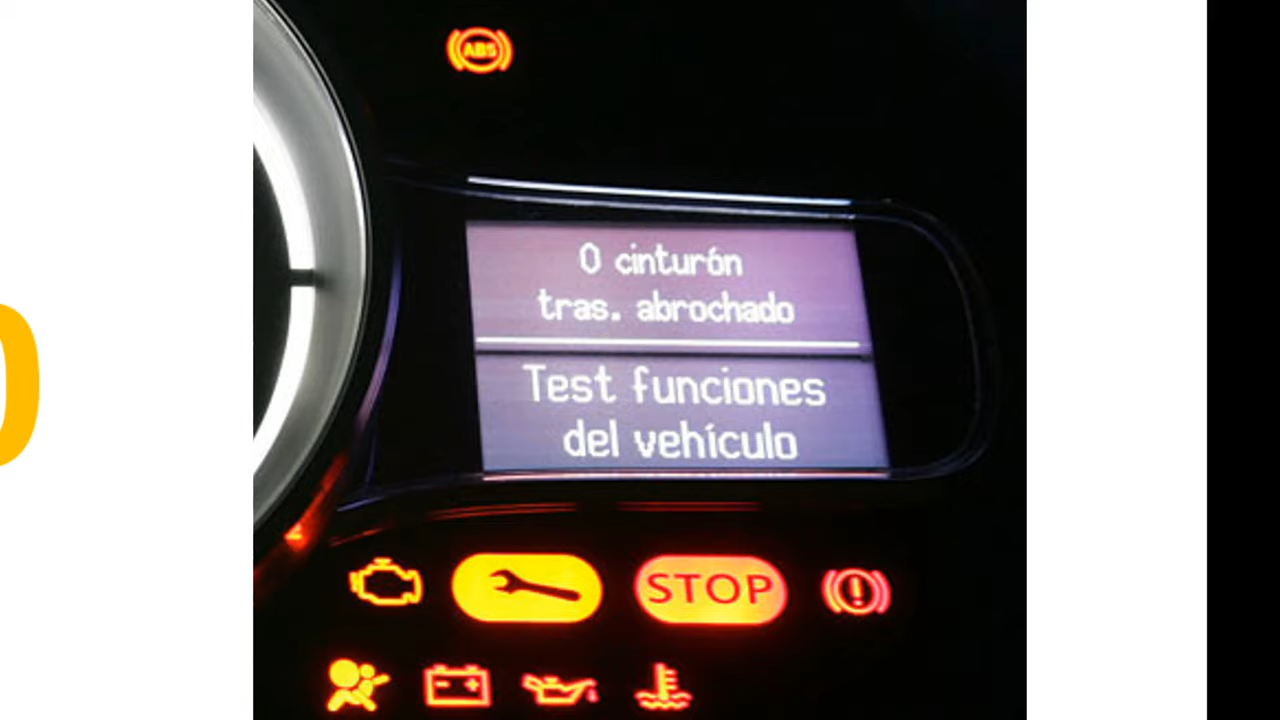 ABS
0 cinturón
tras. abrochado
Test funciones
del vehículo
STOP